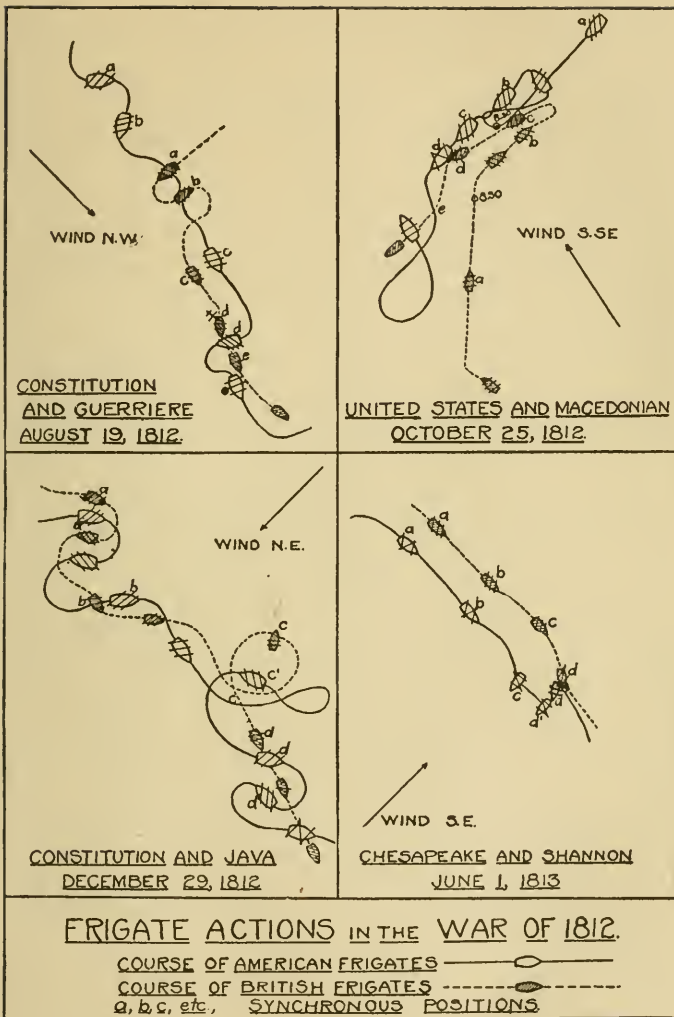 a
b
a
b
c
c
d
d
e
WIND N.W.
CONSTITUTION
AND GUERRIERE
AUGUST 19, 1812.
a
b
c
c
b
d
d
e
8.30
a
WIND S.SE
UNITED STATES AND MACEDONIAN
OCTOBER 25, 1812.
a
a
b
b
c
c'
c
d
d
d'
WIND N.E.
CONSTITUTION AND JAVA
DECEMBER 29, 1812
a
a
b
b
c
c
d
d
d'
WIND S.E.
CHESAPEAKE AND SHANNON
JUNE 1, 1813
FRIGATE ACTIONS IN THE WAR OF 1812.
COURSE OF AMERICAN FRIGATES
COURSE OF BRITISH FRIGATES
a, b, c, etc., SYNCHRONOUS POSITIONS